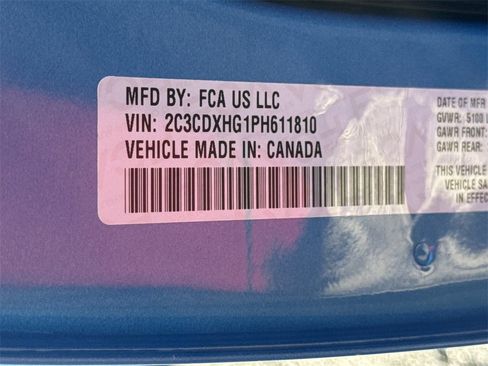 MFD BY: FCA US LLC
VIN: 2C3CDXHG1PH611810
VEHICLE MADE IN: CANADA
DATE OF MFR
GVWR: 5100 L
GAWR FRONT:
GAWR REAR:
THIS VEHICLE
VEHICLE SA
IN EFFEC